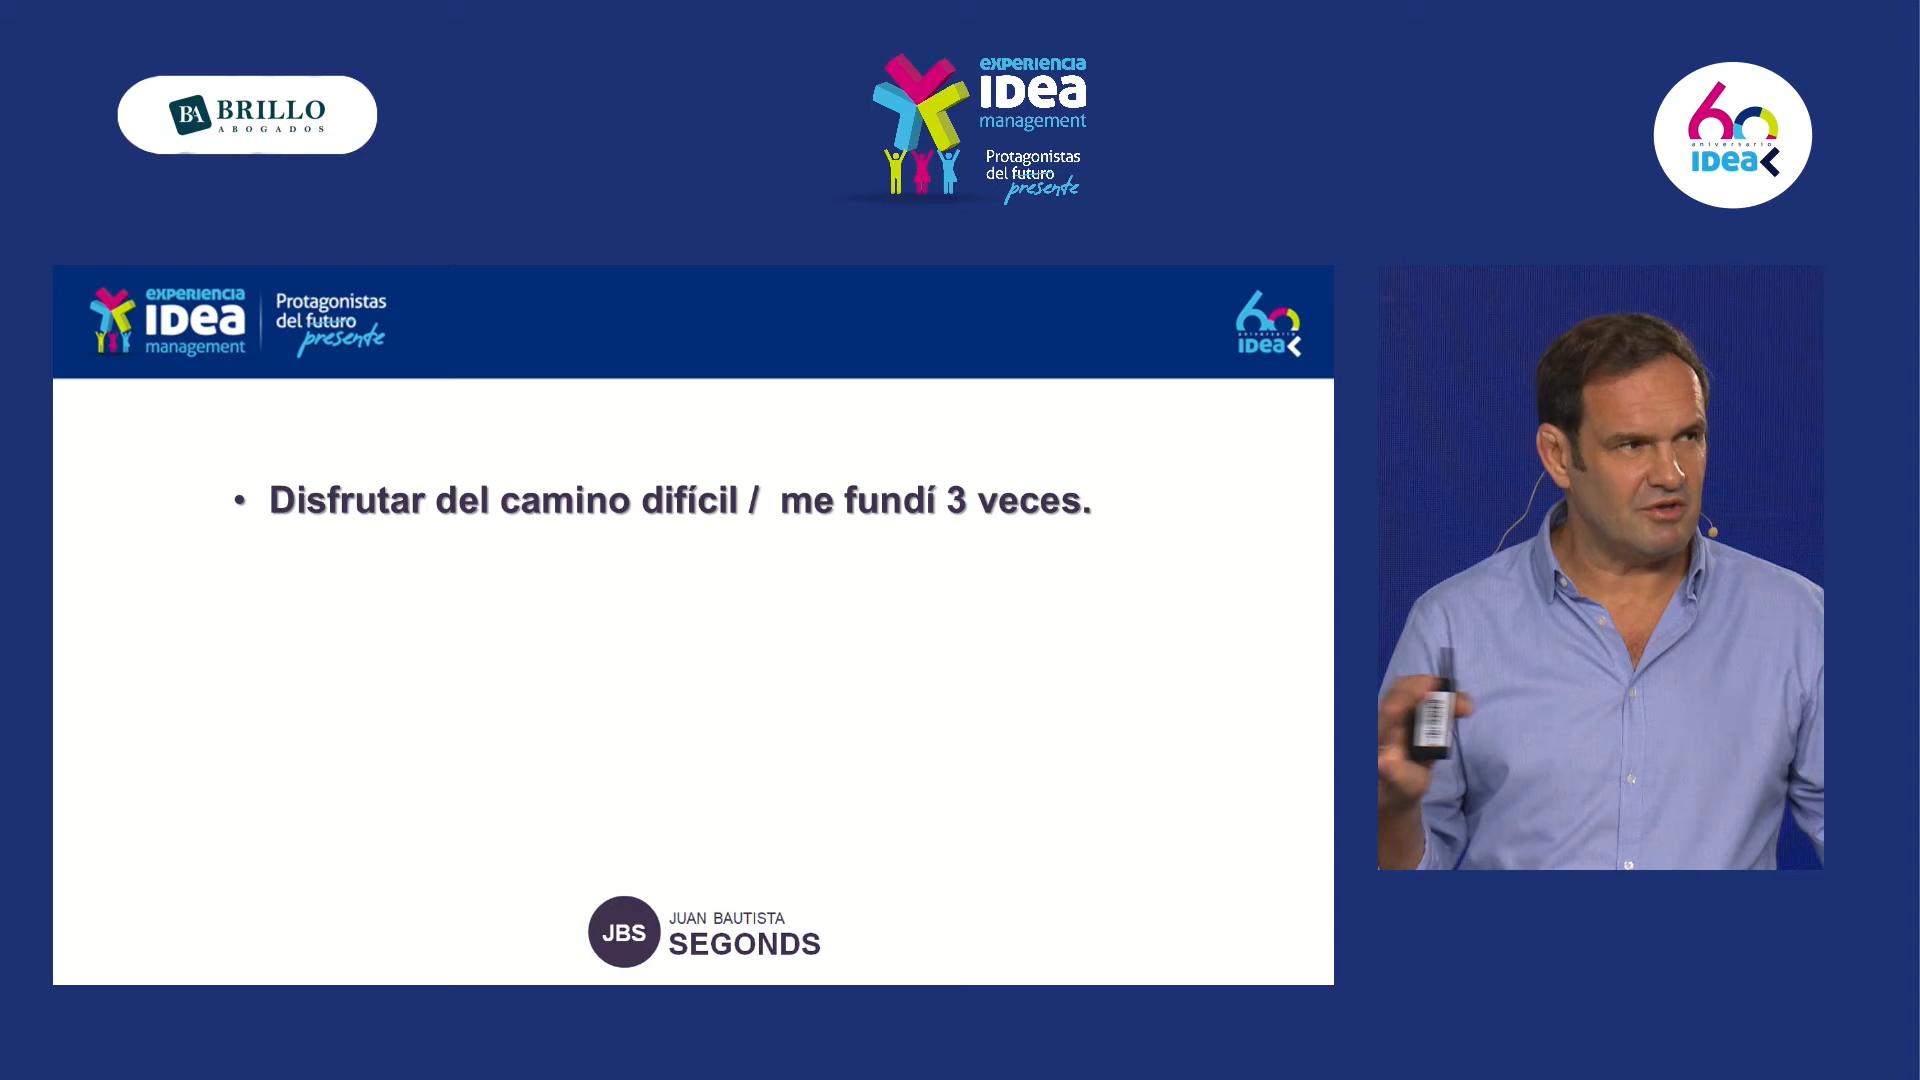 BA BRILLO
ABOGADOS
experiencia
IDea
management
Protagonistas
del futuro
presente
60
aniversario
IDea
experiencia
IDea
management
Protagonistas
del futuro
presente
60
aniversario
IDea
• Disfrutar del camino difícil / me fundí 3 veces.
JBS
JUAN BAUTISTA
SEGONDS